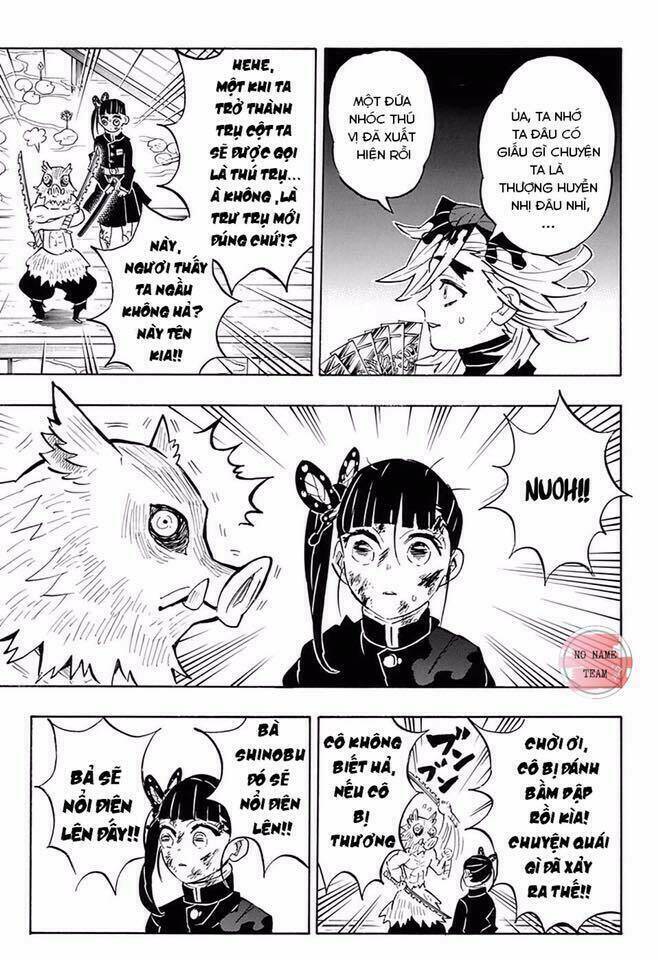 ỦA, TA NHỚ
TA ĐÂU CÓ
GIẤU GÌ CHUYỆN
TA LÀ
THƯỢNG HUYỀN
NHỊ ĐÂU NHỈ,
...
MỘT ĐỨA
NHÓC THÚ
VỊ ĐÃ XUẤT
HIỆN RỒI
HEHE,
MỘT KHI TA
TRỞ THÀNH
TRỤ CỘT TA
SẼ ĐƯỢC GỌI
LÀ THÚ TRỤ...
À KHÔNG ,LÀ
TRƯ TRỤ MỚI
ĐÚNG CHỨ!?
NÀY,
NGƯƠI THẤY
TA NGẦU
KHÔNG HẢ?
NÀY TÊN
KIA!!
NUOH!!
NO NAME
TEAM
CHỜI ƠI,
CÔ BỊ ĐÁNH
BẦM DẬP
RỒI KÌA!
CHUYỆN QUÁI
GÌ ĐÃ XẢY
RA THẾ!!
ブンブン
CÔ KHÔNG
BIẾT HẢ,
NẾU CÔ
BỊ
THƯƠNG
BÀ
SHINOBU
ĐÓ SẼ
NỔI ĐIÊN
LÊN!!
BẢ SẼ
NỔI ĐIÊN
LÊN ĐẤY!!